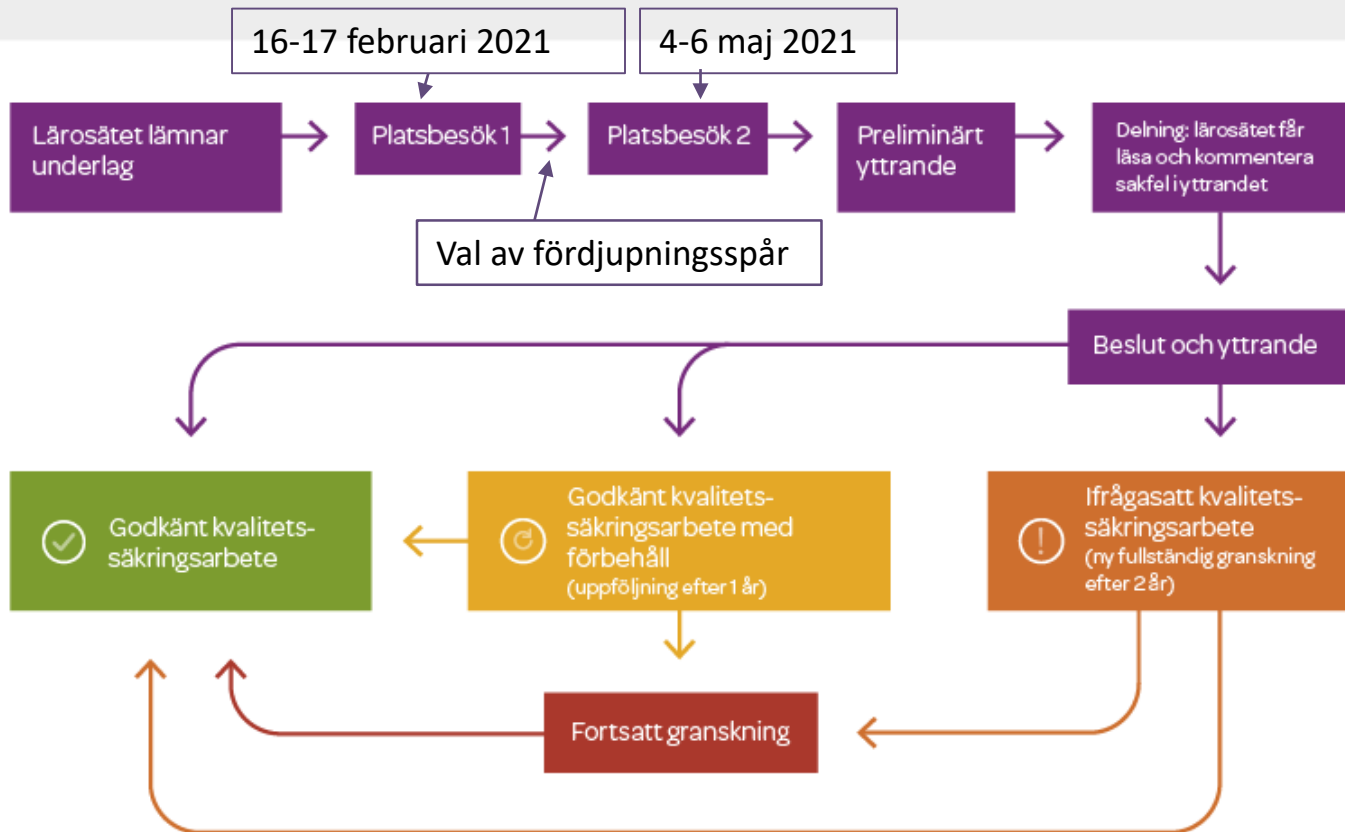 16-17 februari 2021
4-6 maj 2021
Lärosätet lämnar
underlag
Platsbesök 1
Platsbesök 2
Preliminärt
yttrande
Delning: lärosätet får
läsa och kommentera
sakfel i yttrandet
Val av fördjupningsspår
Beslut och yttrande
Godkänt kvalitets-
säkringsarbete
Godkänt kvalitets-
säkringsarbete med
förbehåll
(uppföljning efter 1 år)
Ifrågasatt kvalitets-
säkringsarbete
(ny fullständig granskning
efter 2 år)
Fortsatt granskning